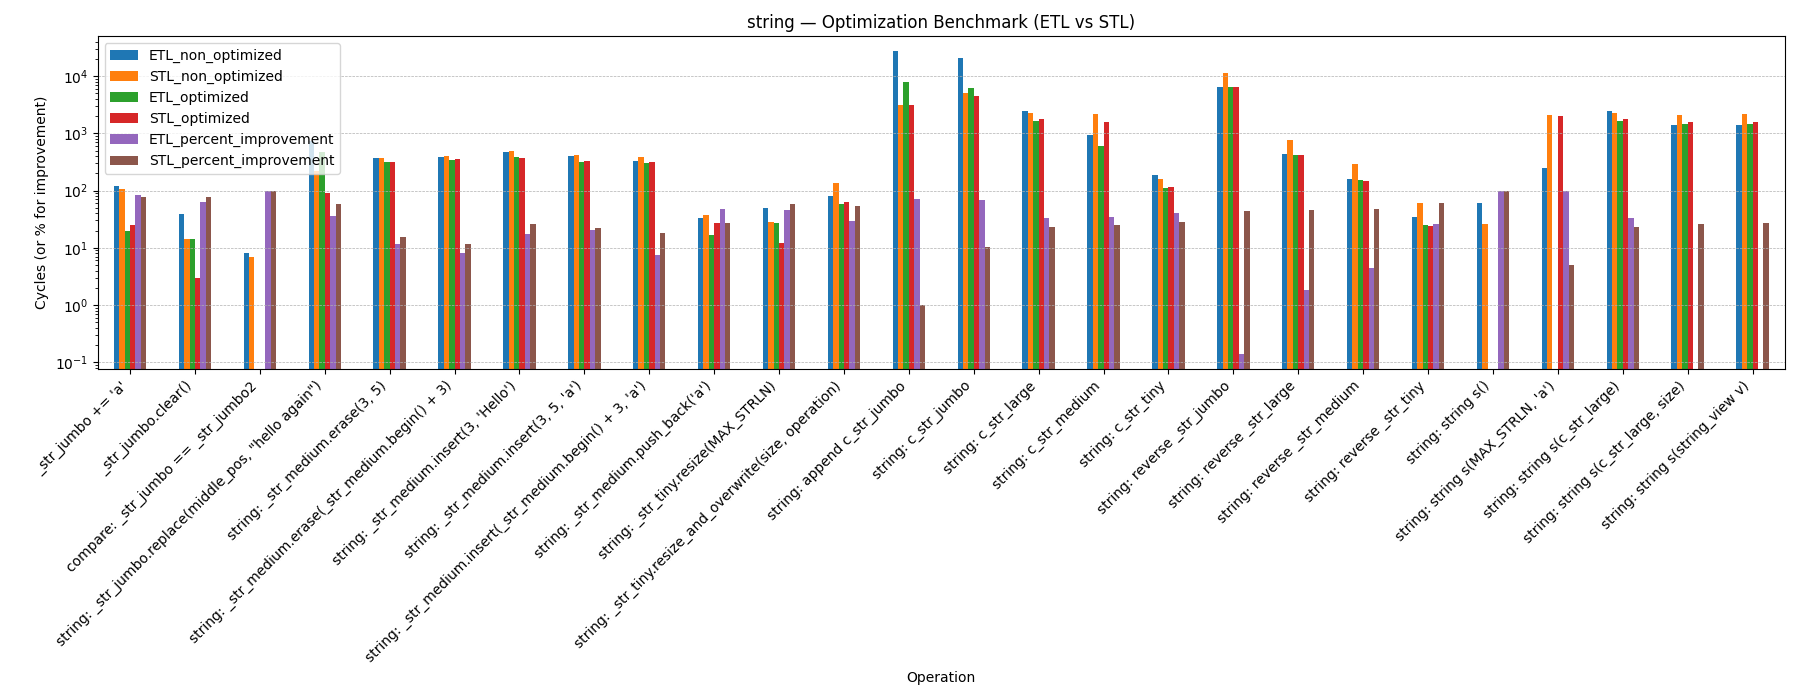 string — Optimization Benchmark (ETL vs STL)
ETL_non_optimized
STL_non_optimized
ETL_optimized
STL_optimized
ETL_percent_improvement
STL_percent_improvement
Cycles (or % for improvement)
10⁴
10³
10²
10¹
10⁰
10⁻¹
_str_jumbo += 'a'
_str_jumbo.clear()
compare: _str_jumbo == _str_jumbo2
string: _str_jumbo.replace(middle_pos, "hello again")
string: _str_medium.erase(3, 5)
string: _str_medium.erase(_str_medium.begin() + 3)
string: _str_medium.insert(3, 'Hello')
string: _str_medium.insert(3, 5, 'a')
string: _str_medium.insert(_str_medium.begin() + 3, 'a')
string: _str_medium.push_back('a')
string: _str_tiny.resize(MAX_STRLN)
string: _str_tiny.resize_and_overwrite(size, operation)
string: append c_str_jumbo
string: c_str_jumbo
string: c_str_large
string: c_str_medium
string: c_str_tiny
string: reverse _str_jumbo
string: reverse _str_large
string: reverse _str_medium
string: reverse _str_tiny
string: string s()
string: string s(MAX_STRLN, 'a')
string: string s(c_str_large)
string: string s(c_str_large, size)
string: string s(string_view v)
Operation